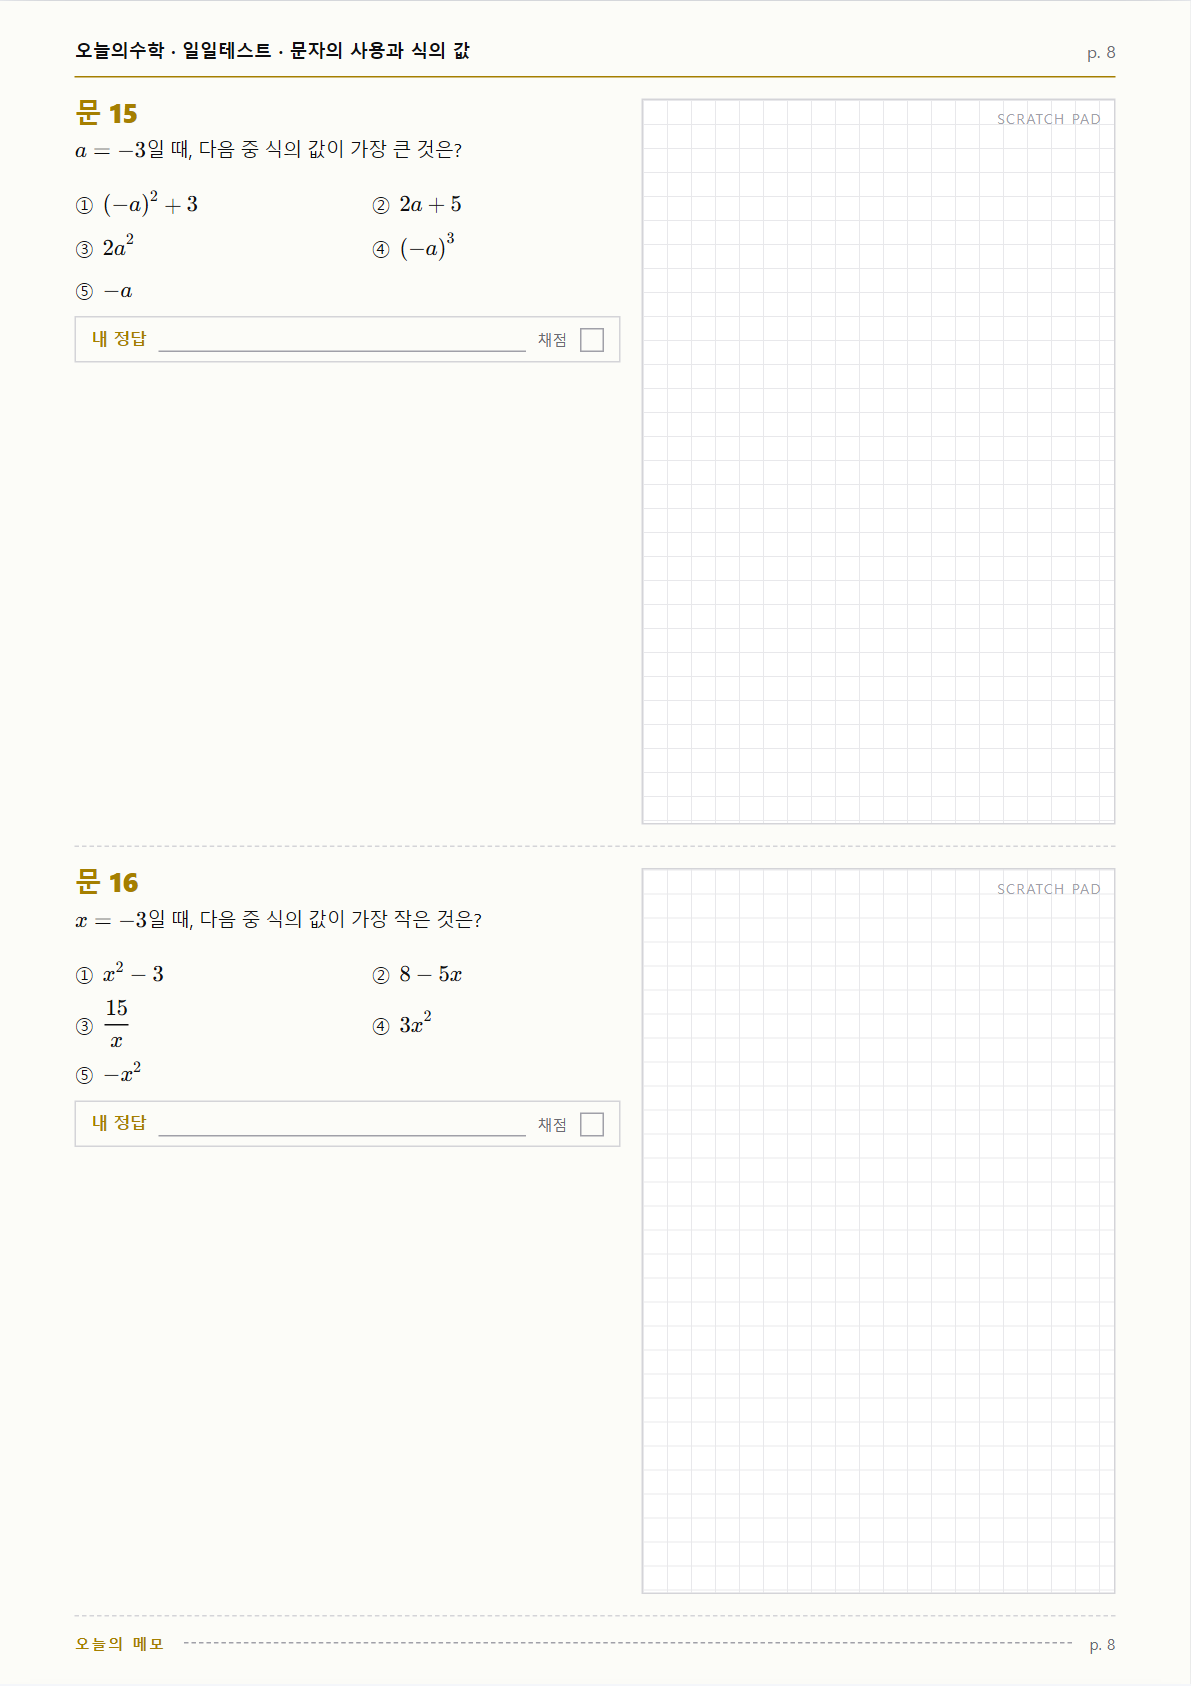 오늘의수학 · 일일테스트 · 문자의 사용과 식의 값
p. 8
문 15
a = −3일 때, 다음 중 식의 값이 가장 큰 것은?
① (−a)² + 3
② 2a + 5
③ 2a²
④ (−a)³
⑤ −a
내 정답
채점
SCRATCH PAD
문 16
x = −3일 때, 다음 중 식의 값이 가장 작은 것은?
① x² − 3
② 8 − 5x
③ 15/x
④ 3x²
⑤ −x²
내 정답
채점
SCRATCH PAD
오늘의 메모
p. 8